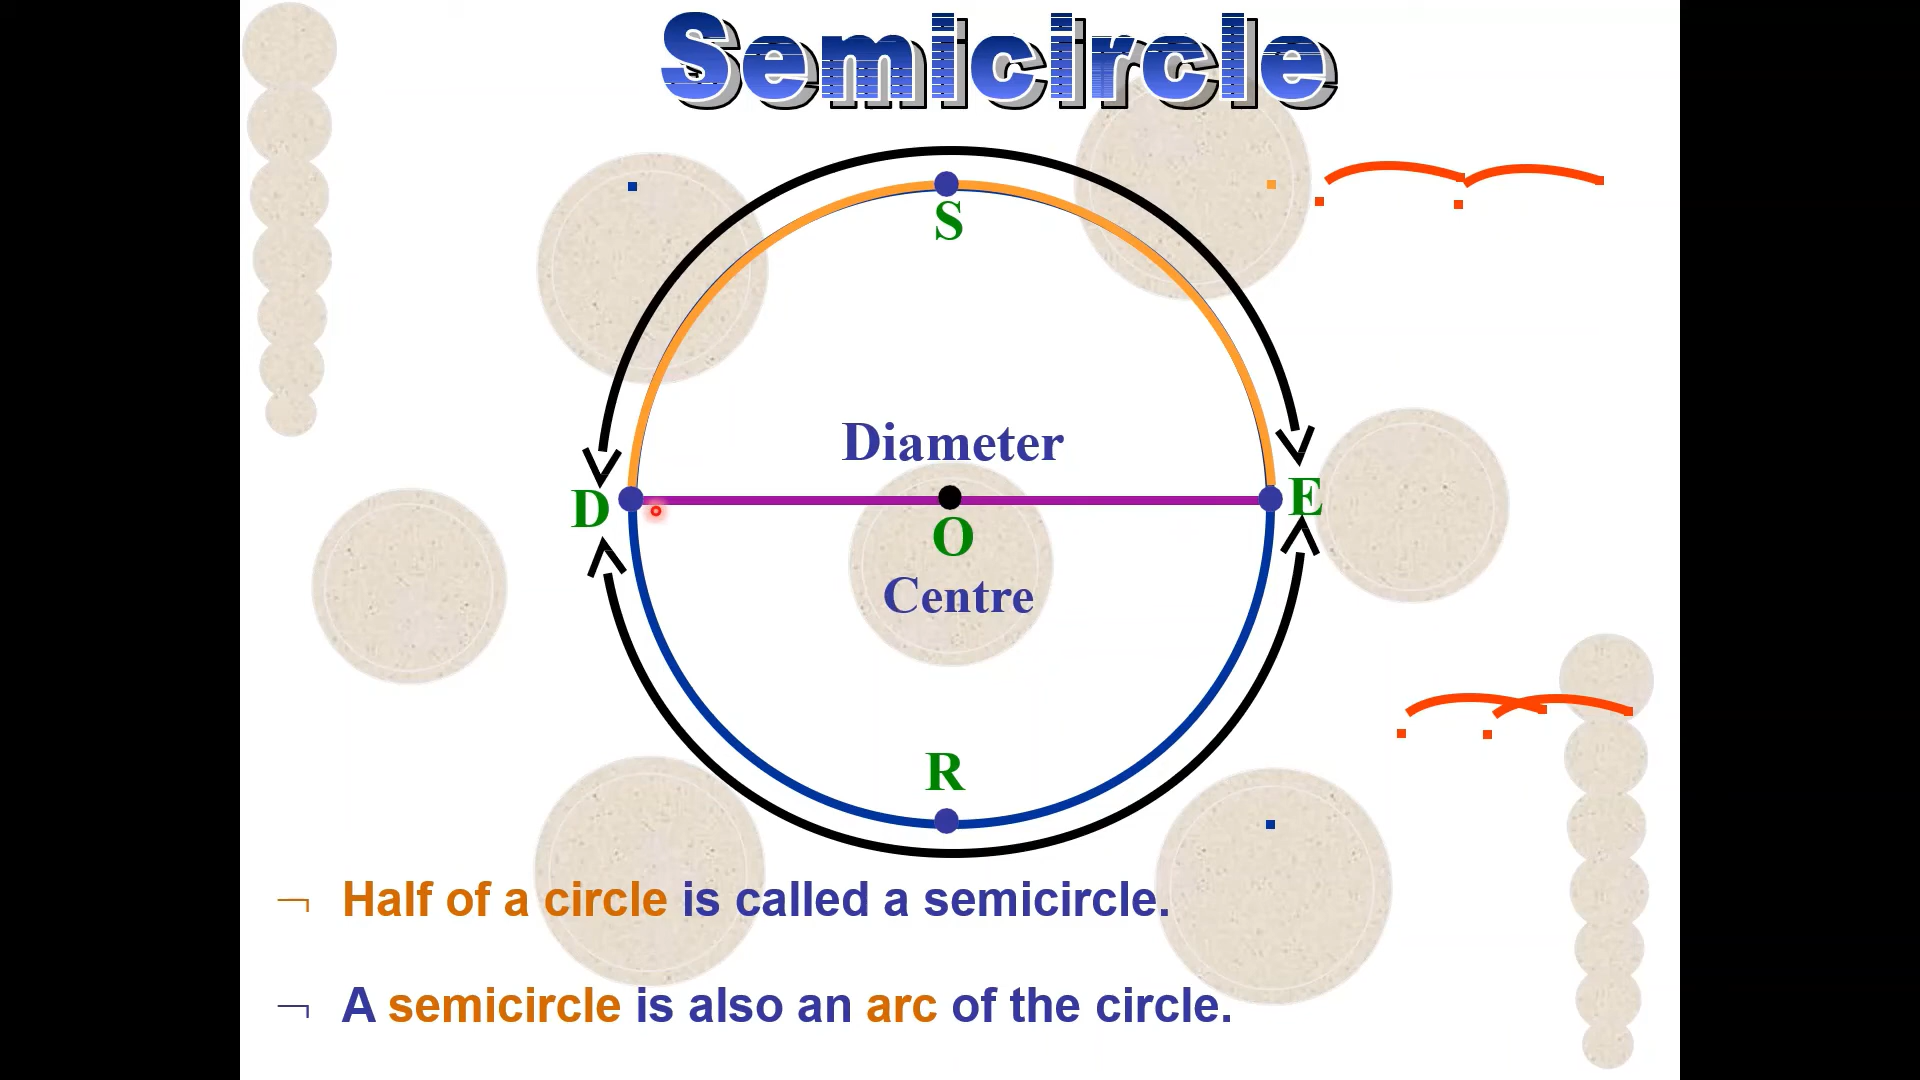 Semicircle
S
Diameter
D
E
O
Centre
R
¬ Half of a circle is called a semicircle.
¬ A semicircle is also an arc of the circle.